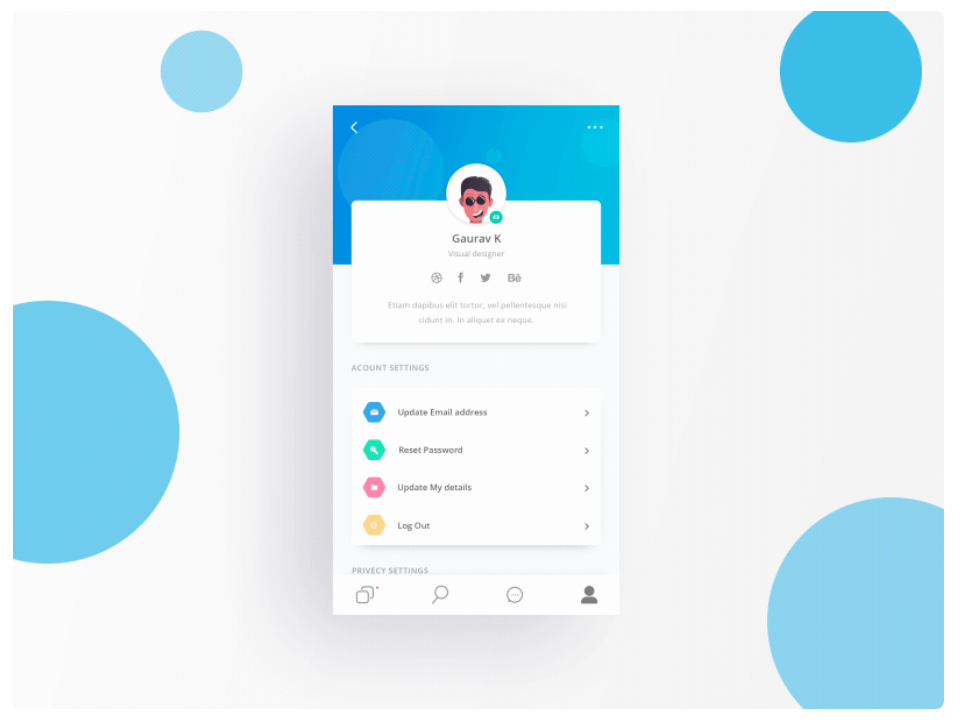 Gaurav K
Visual designer
Bē
Etiam dapibus elit tortor, vel pellentesque nisi
cidunt in. In aliquet ex neque.
ACOUNT SETTINGS
Update Email address
Reset Password
Update My details
Log Out
PRIVECY SETTINGS